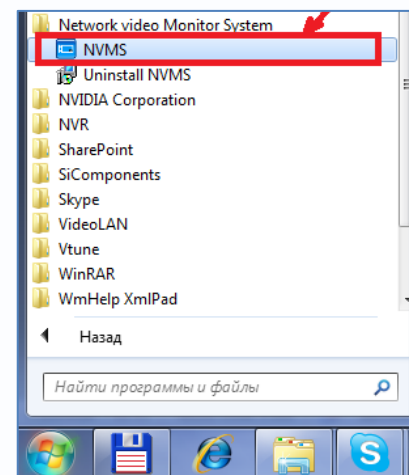 Network video Monitor System
NVMS
Uninstall NVMS
NVIDIA Corporation
NVR
SharePoint
SiComponents
Skype
VideoLAN
Vtune
WinRAR
WmHelp XmlPad
Назад
Найти программы и файлы